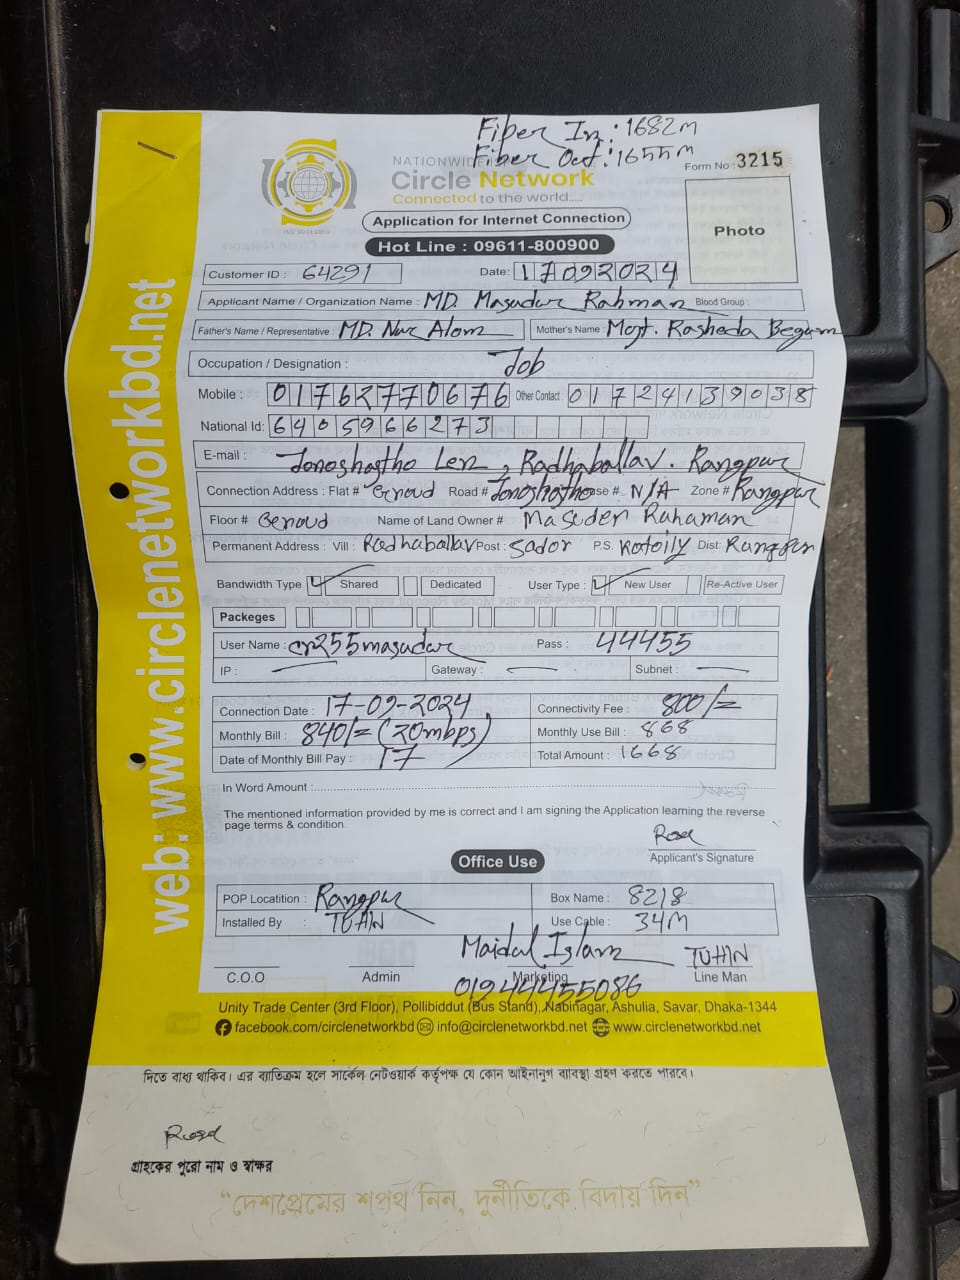 Fiber In: 1682m
Fiber Out: 1655m
NATIONWIDE
Form No : 3215
Circle Network
Connected to the world.....
ISO 9001:2015
Application for Internet Connection
Photo
Hot Line : 09611-800900
Customer ID : 64291 Date: 17092024
Applicant Name / Organization Name : MD. Masudur Rahman Blood Group :
Father's Name / Representative : MD. Nur Alom Mother's Name Most. Rasheda Begum
Occupation / Designation : Job
Mobile : 01762770676 Other Contact 01724139038
National Id: 6405966273
E-mail : Jonoshastho Len, Radhaballav. Rangpur
Connection Address : Flat # Groud Road # Jonoshastho use #. N/A Zone # Rangpur
Floor # Geroud Name of Land Owner # Masuder Rahaman
Permanent Address : Vill : Radhaballav Post : Sador P.S. Kotoily Dist: Rangpur
Bandwidth Type Shared Dedicated User Type : New User Re-Active User
Packeges
User Name : cr255masudur Pass : 44455
IP : Gateway : Subnet :
Connection Date : 17-09-2024 Connectivity Fee : 800/=
Monthly Bill : 840/= (20mbps) Monthly Use Bill : 868
Date of Monthly Bill Pay : 17 Total Amount : 1668
In Word Amount :
The mentioned information provided by me is correct and I am signing the Application learning the reverse
page terms & condition.
Applicant's Signature
Office Use
POP Locatition : Rangpur Box Name : 8218
Installed By : TUHIN Use Cable : 34M
Maidul Islam TUHIN
C.O.O Admin Marketing Line Man
01244455086
Unity Trade Center (3rd Floor), Pollibiddut (Bus Stand), Nabinagar, Ashulia, Savar, Dhaka-1344
facebook.com/circlenetworkbd info@circlenetworkbd.net www.circlenetworkbd.net
web: www.circlenetworkbd.net
দিতে বাধ্য থাকিব। এর ব্যতিক্রম হলে সার্কেল নেটওয়ার্ক কর্তৃপক্ষ যে কোন আইনানুগ ব্যবস্থা গ্রহণ করতে পারবে।
গ্রাহকের পুরো নাম ও স্বাক্ষর
“দেশপ্রেমের শপথ নিন, দুর্নীতিকে বিদায় দিন”